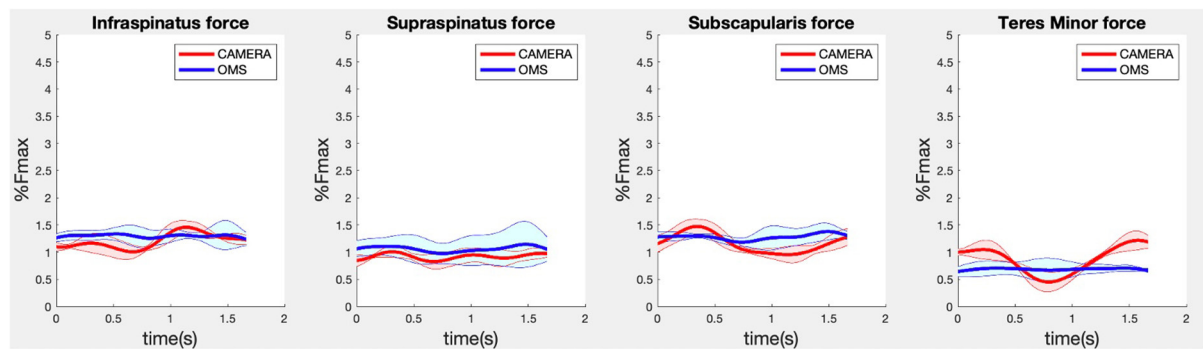 Infraspinatus force
5
4.5
4
3.5
3
2.5
2
1.5
1
0.5
0
%Fmax
CAMERA
OMS
0 0.5 1 1.5 2
time(s)
Supraspinatus force
5
4.5
4
3.5
3
2.5
2
1.5
1
0.5
0
%Fmax
CAMERA
OMS
0 0.5 1 1.5 2
time(s)
Subscapularis force
5
4.5
4
3.5
3
2.5
2
1.5
1
0.5
0
%Fmax
CAMERA
OMS
0 0.5 1 1.5 2
time(s)
Teres Minor force
5
4.5
4
3.5
3
2.5
2
1.5
1
0.5
0
%Fmax
CAMERA
OMS
0 0.5 1 1.5 2
time(s)